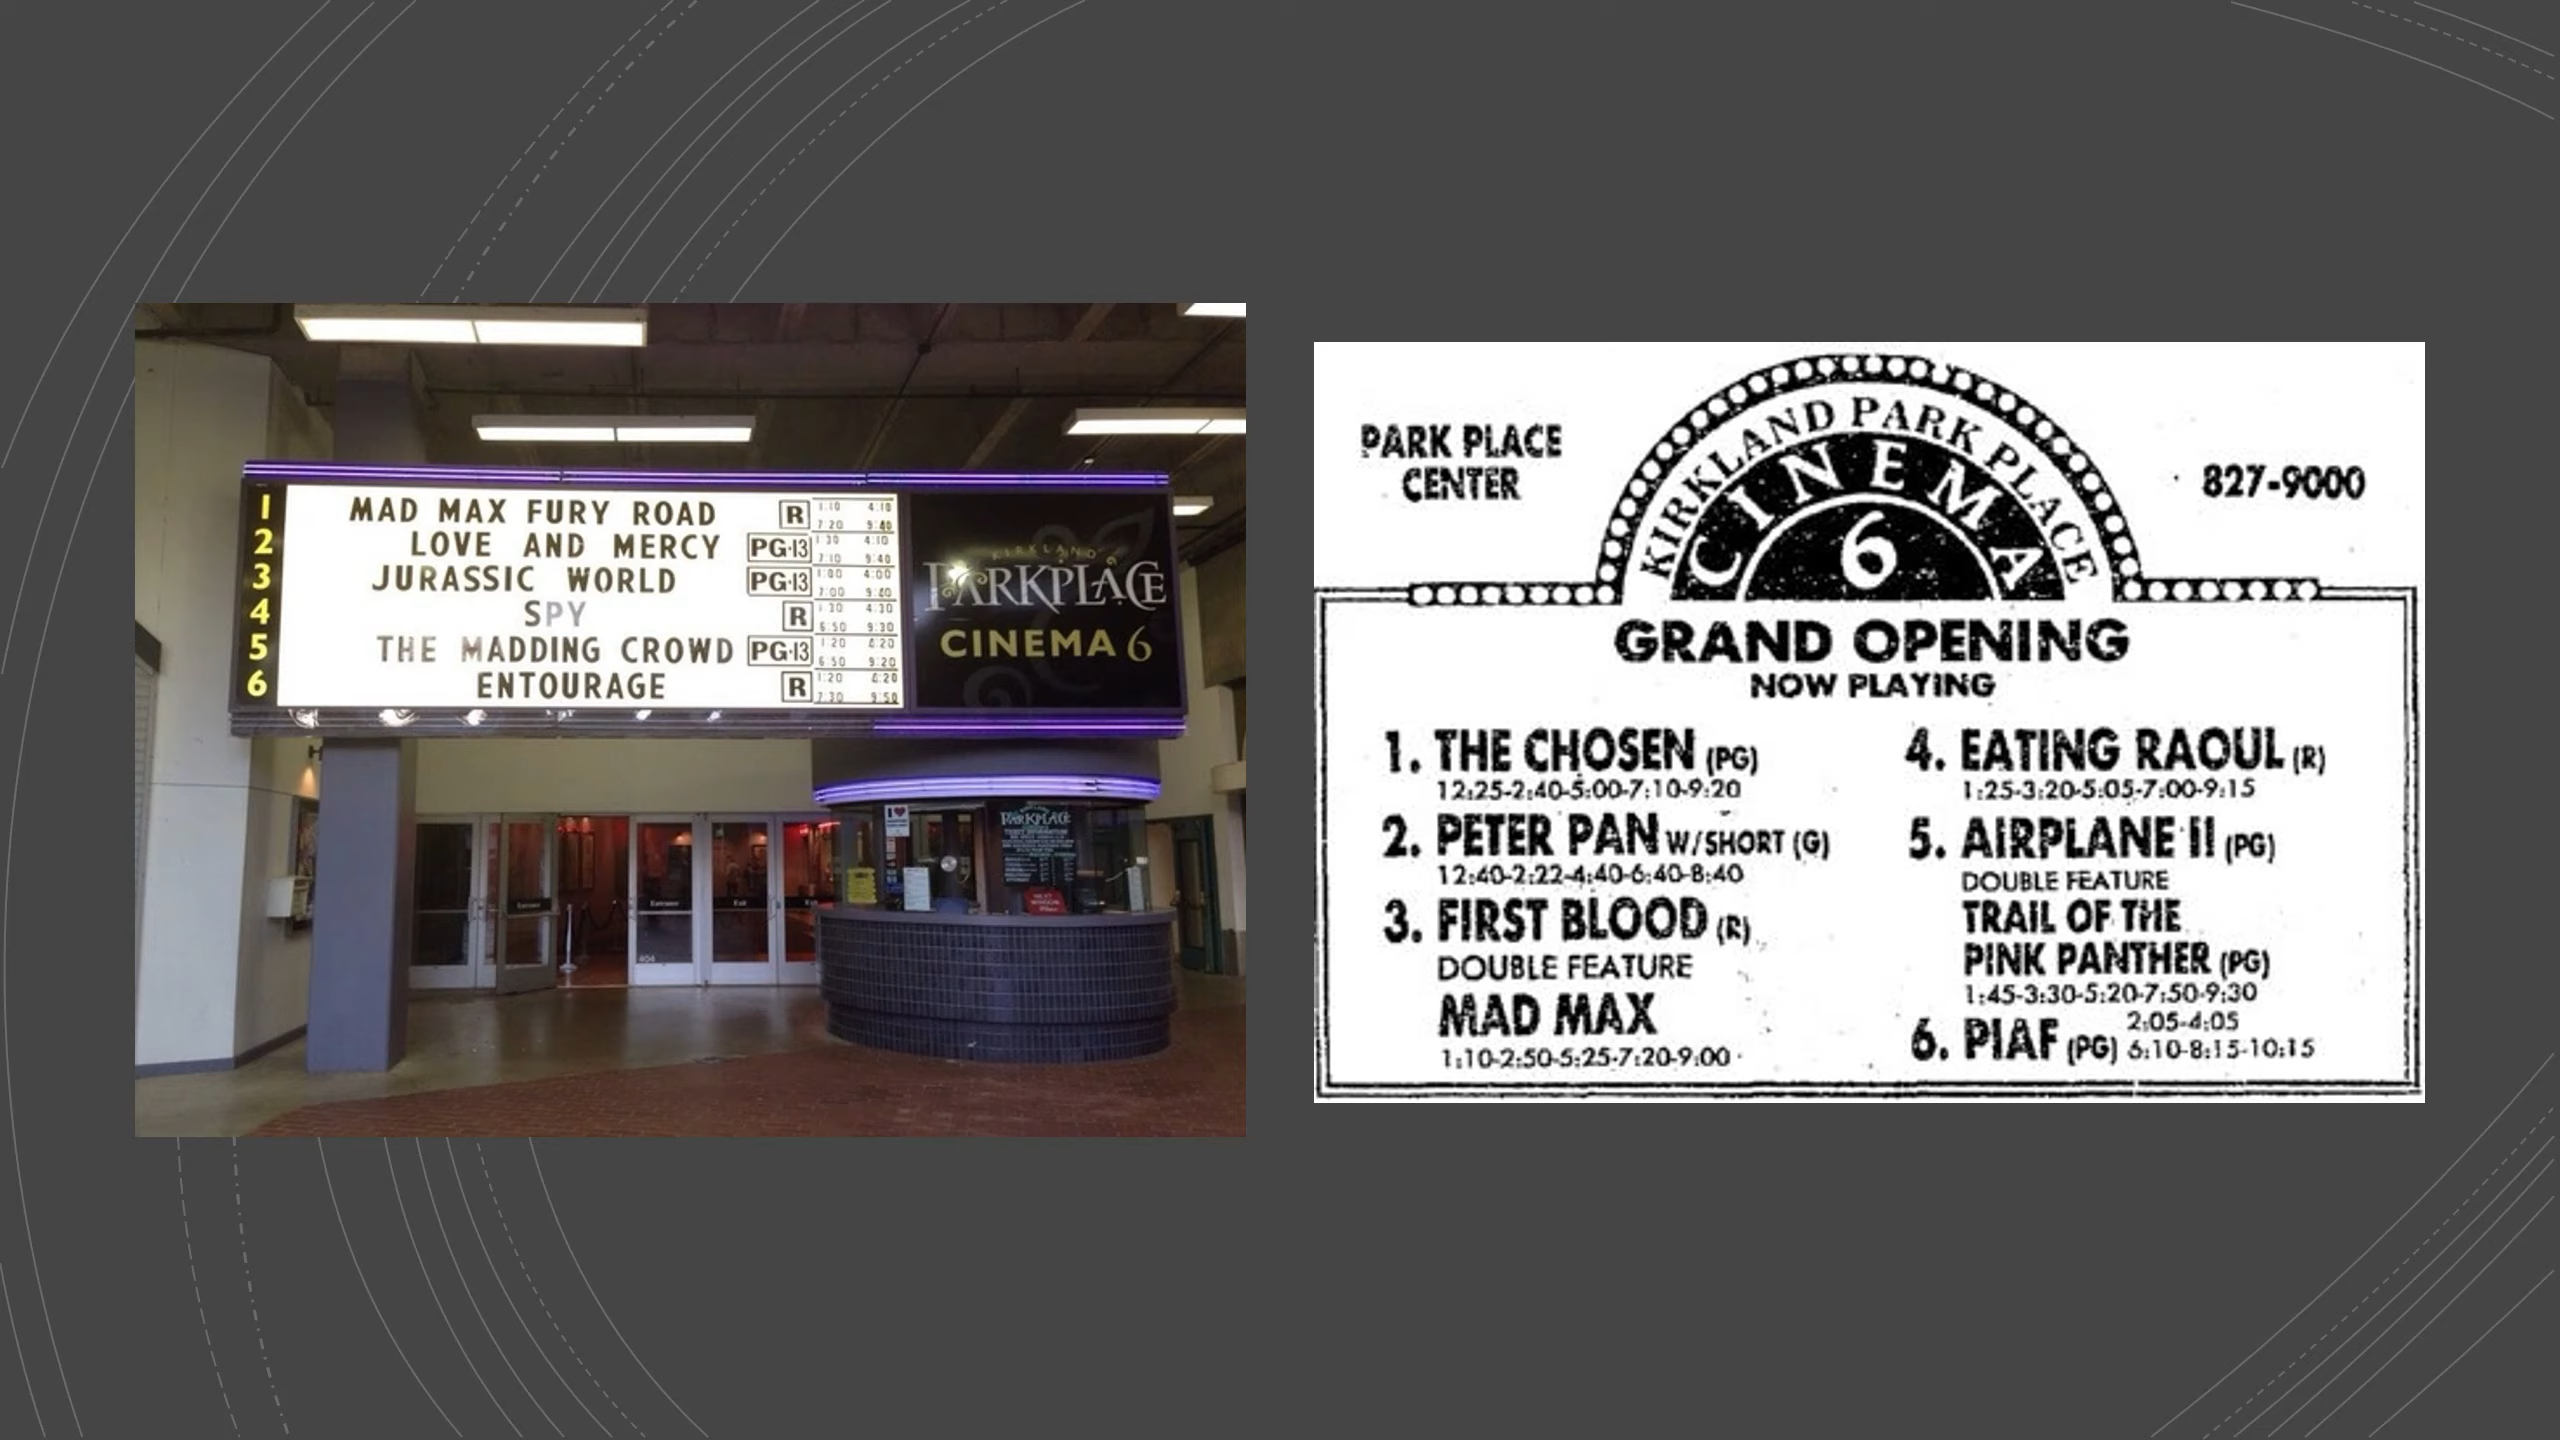 1 MAD MAX FURY ROAD R 1:10 4:10
7:20 9:40
2 LOVE AND MERCY PG-13 1:30 4:10
7:10 9:40
3 JURASSIC WORLD PG-13 1:00 4:00
7:00 9:40
4 SPY R 1:30 4:30
6:50 9:30
5 THE MADDING CROWD PG-13 1:20 4:20
6:50 9:20
6 ENTOURAGE R 1:20 4:20
7:30 9:50
KIRKLAND'S
PARKPLACE
CINEMA 6
PARKPLACE
Entrance
Entrance
Exit
Exit
404
PARK PLACE
CENTER
KIRKLAND PARK PLACE
CINEMA
6
827-9000
GRAND OPENING
NOW PLAYING
1. THE CHOSEN (PG)
12:25-2:40-5:00-7:10-9:20
2. PETER PAN W/SHORT (G)
12:40-2:22-4:40-6:40-8:40
3. FIRST BLOOD (R)
DOUBLE FEATURE
MAD MAX
1:10-2:50-5:25-7:20-9:00
4. EATING RAOUL (R)
1:25-3:20-5:05-7:00-9:15
5. AIRPLANE II (PG)
DOUBLE FEATURE
TRAIL OF THE
PINK PANTHER (PG)
1:45-3:30-5:20-7:50-9:30
2:05-4:05
6. PIAF (PG) 6:10-8:15-10:15